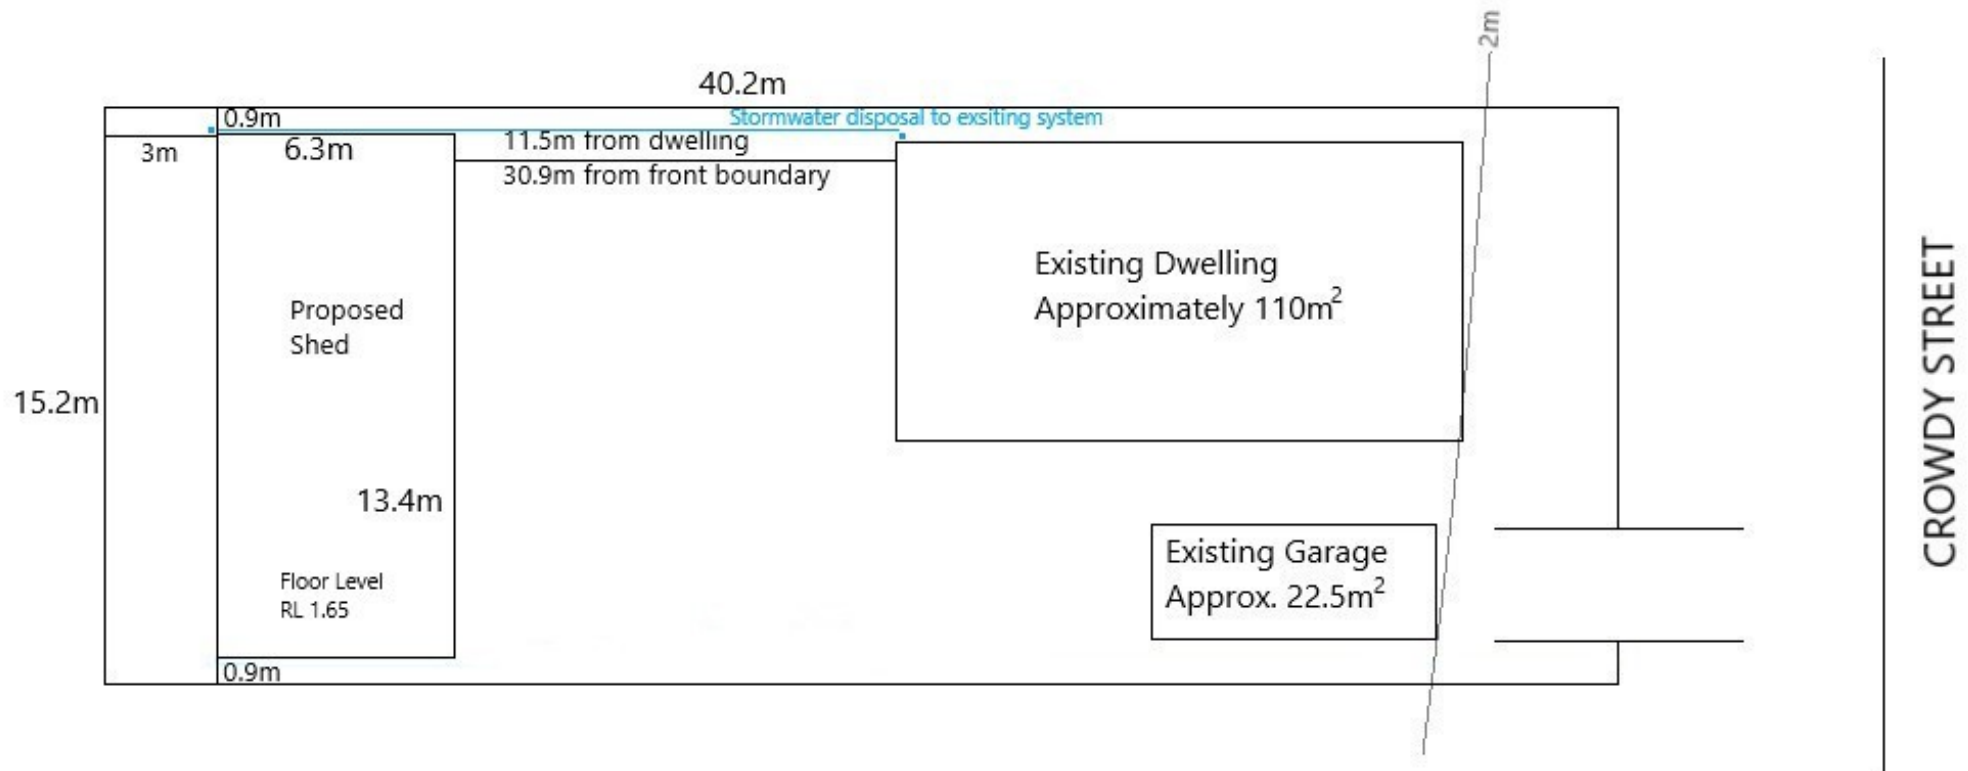 2m
40.2m
0.9m
Stormwater disposal to exsiting system
3m
6.3m
11.5m from dwelling
30.9m from front boundary
Existing Dwelling
Approximately 110m²
Proposed
Shed
15.2m
CROWDY STREET
13.4m
Existing Garage
Approx. 22.5m²
Floor Level
RL 1.65
0.9m